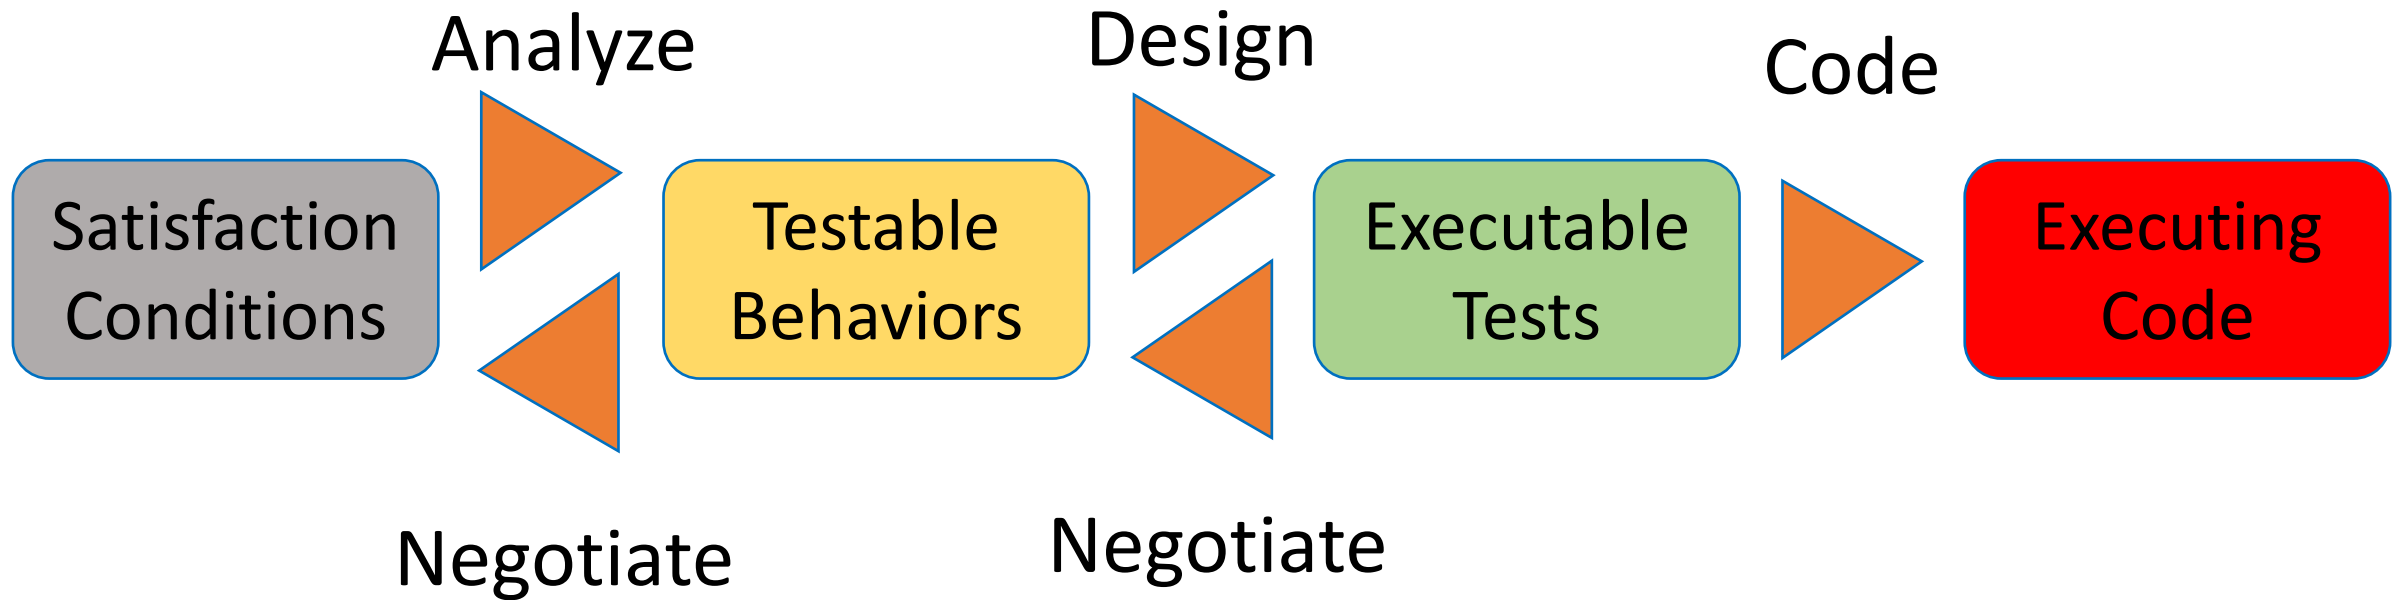 Analyze
Design
Code
Satisfaction
Conditions
Testable
Behaviors
Executable
Tests
Executing
Code
Negotiate
Negotiate